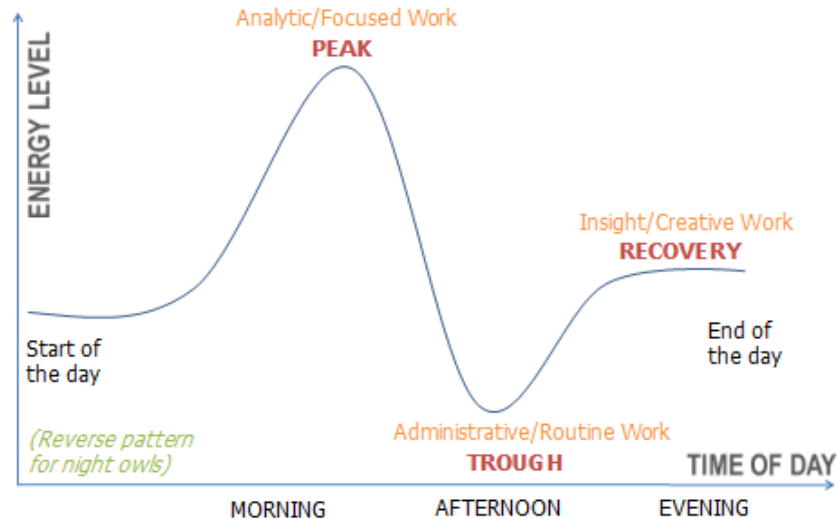 Analytic/Focused Work
PEAK
ENERGY LEVEL
Insight/Creative Work
RECOVERY
Start of
the day
End of
the day
Administrative/Routine Work
TROUGH
(Reverse pattern
for night owls)
TIME OF DAY
MORNING
AFTERNOON
EVENING